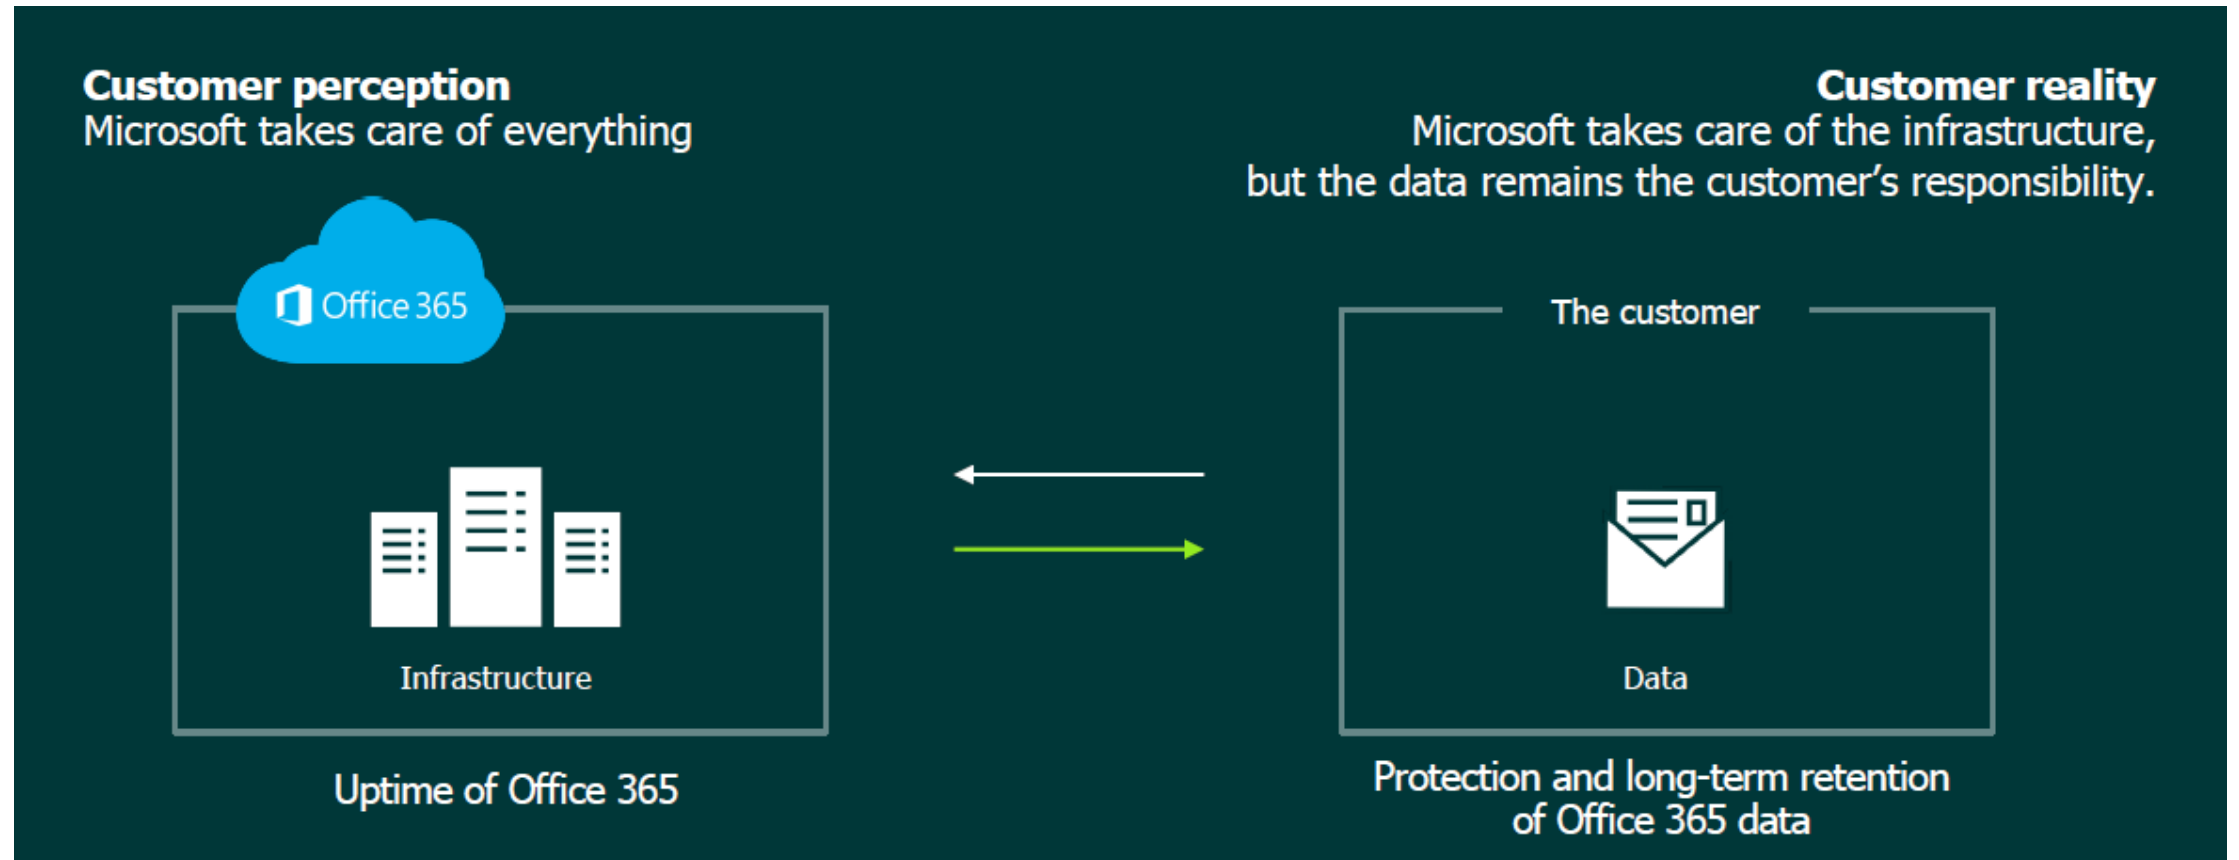 Customer perception
Microsoft takes care of everything
Customer reality
Microsoft takes care of the infrastructure,
but the data remains the customer’s responsibility.
Office 365
Infrastructure
Uptime of Office 365
The customer
Data
Protection and long-term retention
of Office 365 data